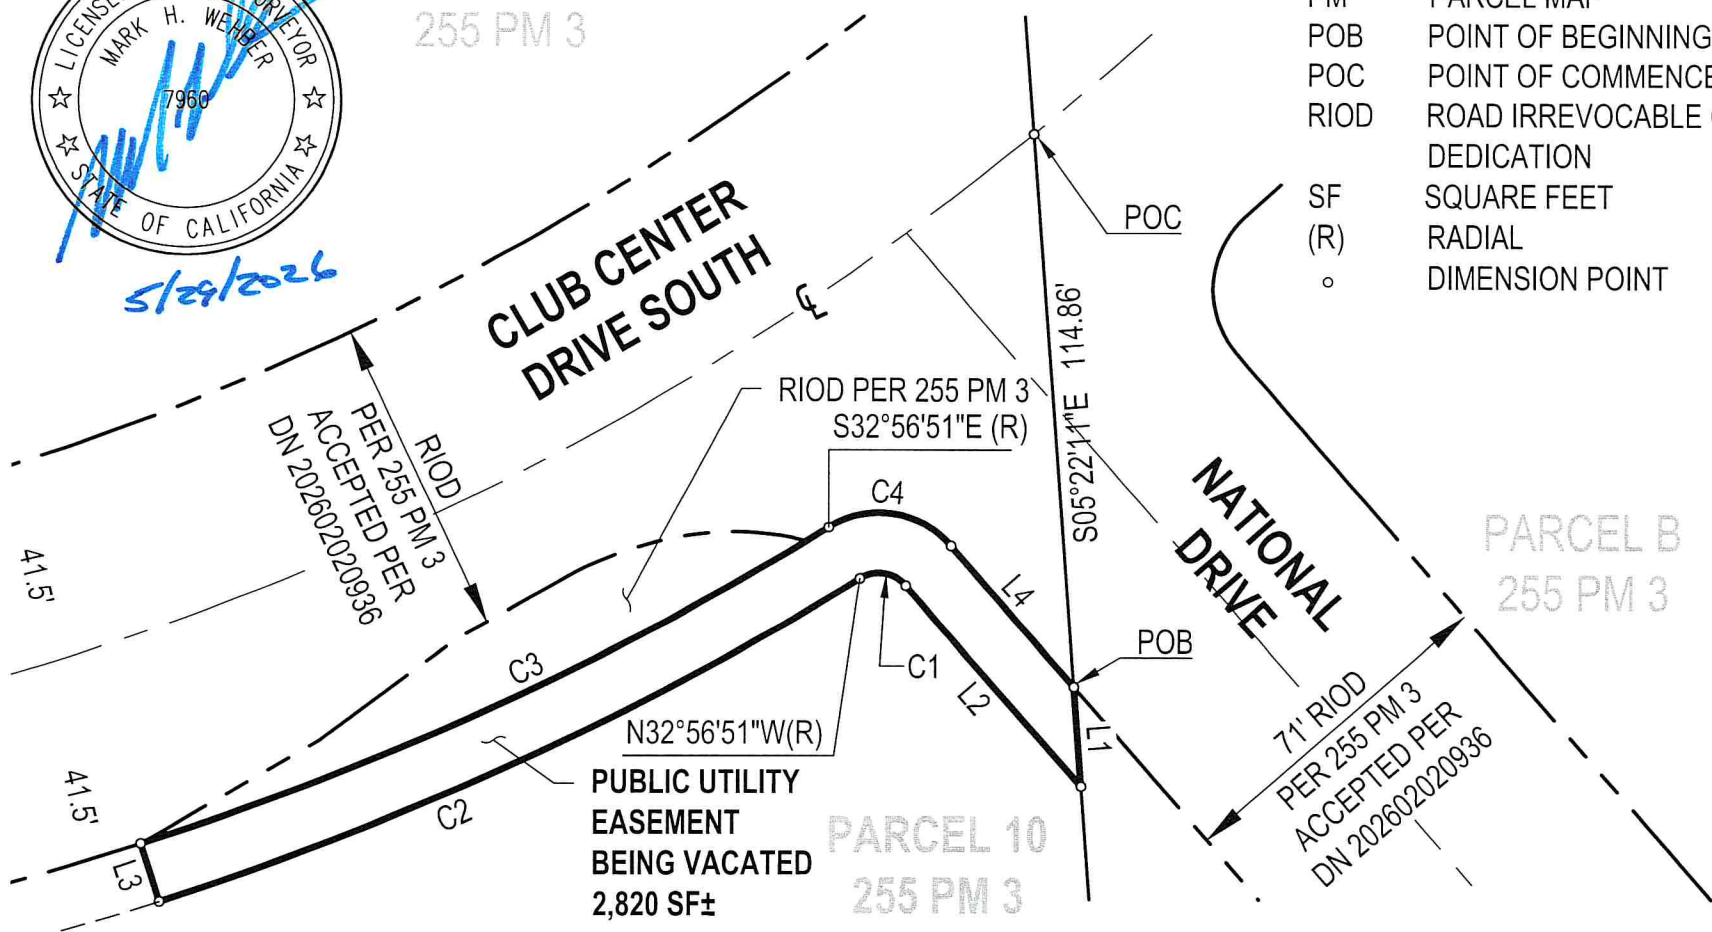 LICENSED
SURVEYOR
MARK H. WEHBER
7960
STATE OF CALIFORNIA
5/29/2026
255 PM 3
PM PARCEL MAP
POB POINT OF BEGINNING
POC POINT OF COMMENCE
RIOD ROAD IRREVOCABLE
DEDICATION
SF SQUARE FEET
(R) RADIAL
DIMENSION POINT
CLUB CENTER
DRIVE SOUTH
℄
POC
S05°22'11"E 114.86'
RIOD PER 255 PM 3
S32°56'51"E (R)
RIOD
PER 255 PM 3
ACCEPTED PER
DN 202602020936
41.5'
41.5'
C4
L4
C3
C1
L2
L1
POB
NATIONAL
DRIVE
PARCEL B
255 PM 3
71' RIOD
PER 255 PM 3
ACCEPTED PER
DN 202602020936
N32°56'51"W(R)
PUBLIC UTILITY
EASEMENT
BEING VACATED
2,820 SF±
C2
L3
PARCEL 10
255 PM 3